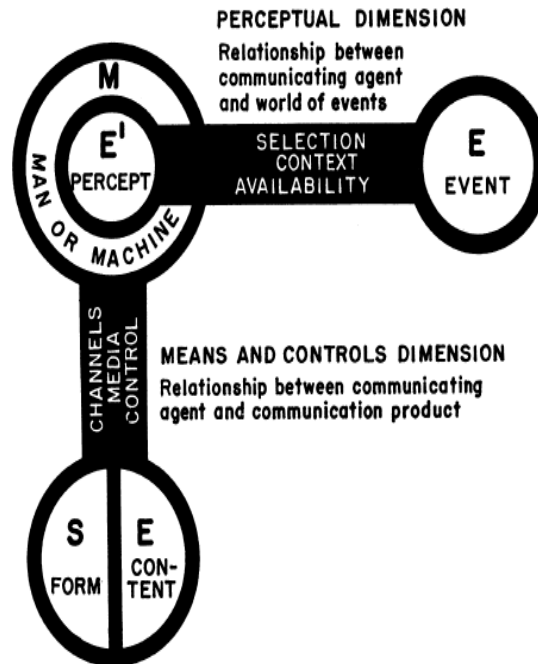 PERCEPTUAL DIMENSION
Relationship between
communicating agent
and world of events
M
E'
PERCEPT
MAN OR MACHINE
SELECTION
CONTEXT
AVAILABILITY
E
EVENT
CHANNELS
MEDIA
CONTROL
MEANS AND CONTROLS DIMENSION
Relationship between communicating
agent and communication product
S
FORM
E
CON-
TENT